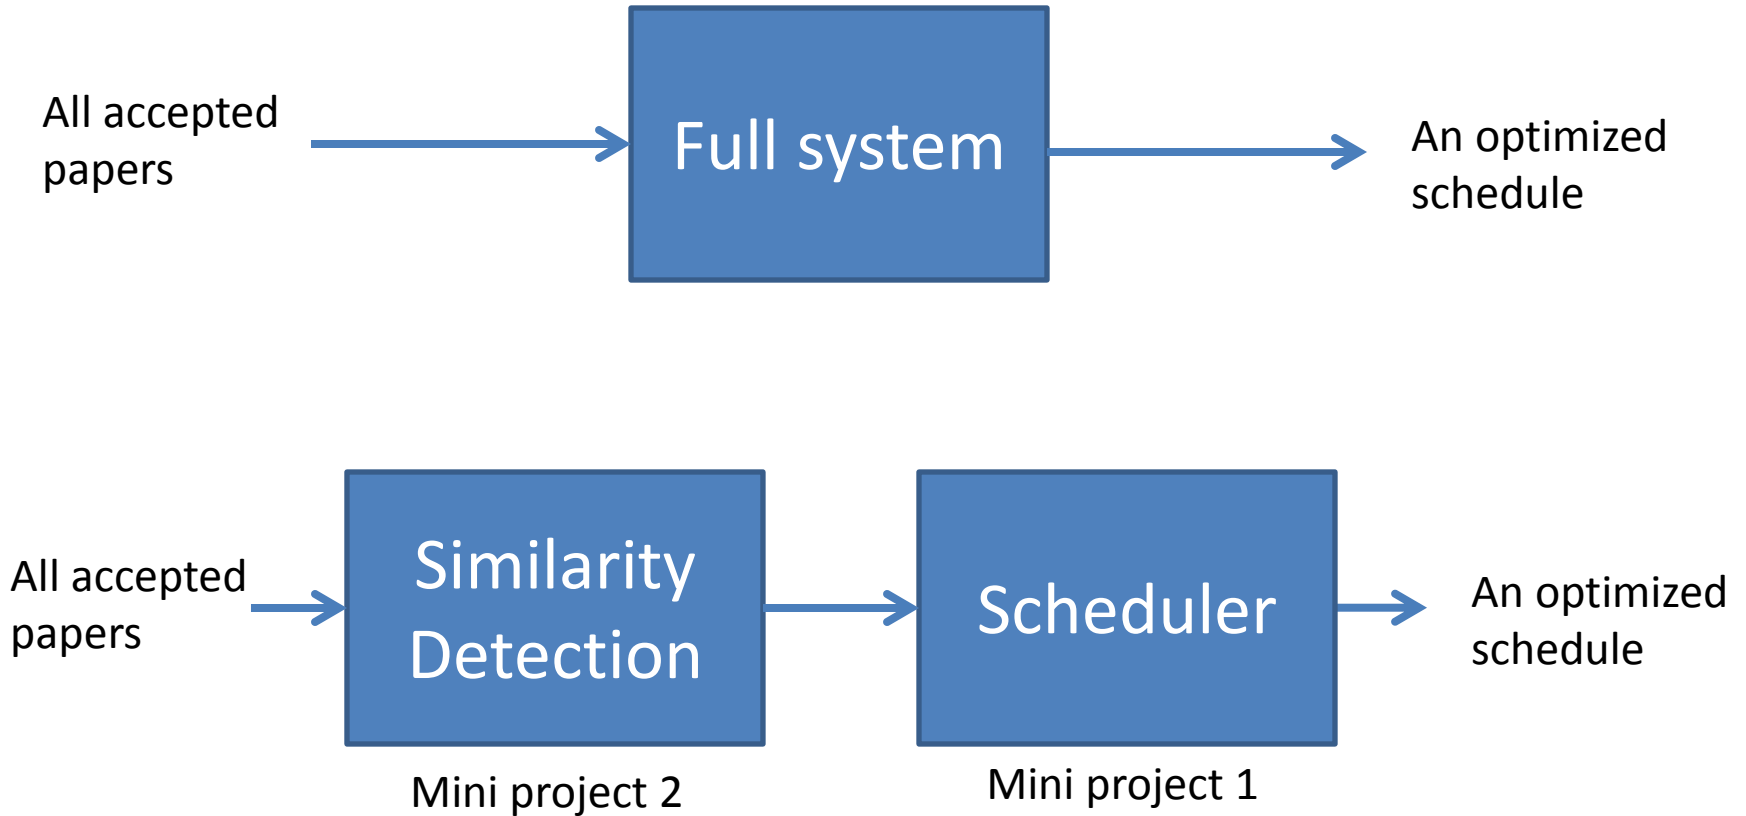 All accepted
papers
Full system
An optimized
schedule
All accepted
papers
Similarity
Detection
Scheduler
An optimized
schedule
Mini project 2
Mini project 1